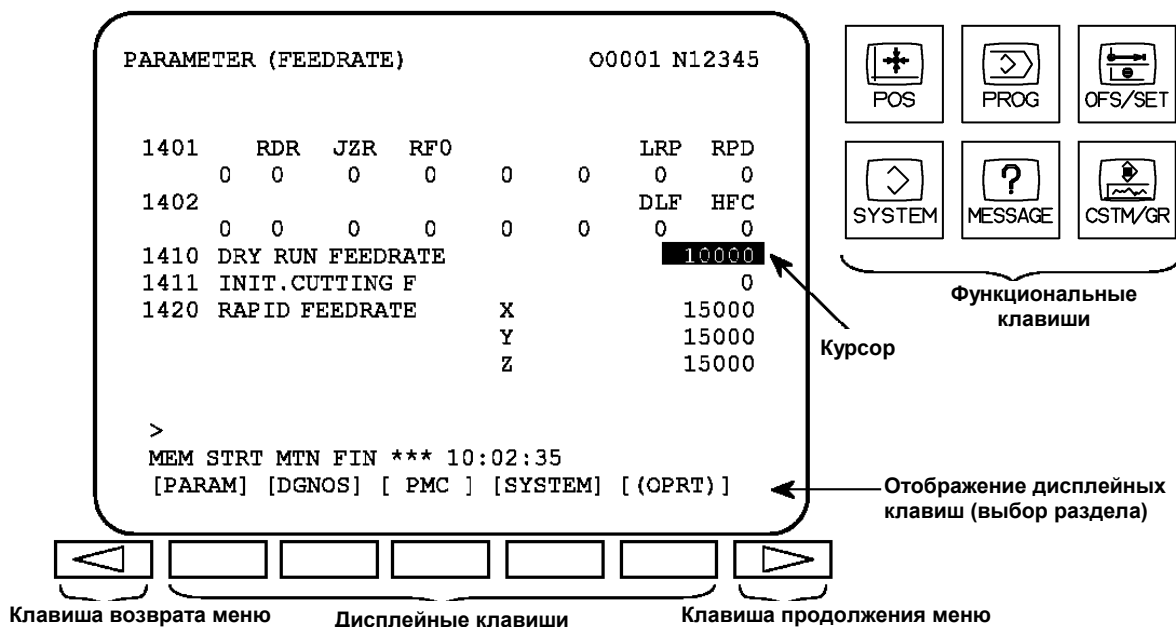 PARAMETER (FEEDRATE) O0001 N12345
1401 RDR JZR RF0 LRP RPD
0 0 0 0 0 0 0 0
1402 DLF HFC
0 0 0 0 0 0 0 0
1410 DRY RUN FEEDRATE 10000
1411 INIT.CUTTING F 0
1420 RAPID FEEDRATE X 15000
Y 15000
Z 15000
>
MEM STRT MTN FIN *** 10:02:35
[PARAM] [DGNOS] [ PMC ] [SYSTEM] [(OPRT)]
POS PROG OFS/SET
SYSTEM MESSAGE CSTM/GR
Функциональные
клавиши
Курсор
Отображение дисплейных
клавиш (выбор раздела)
Клавиша возврата меню
Дисплейные клавиши
Клавиша продолжения меню